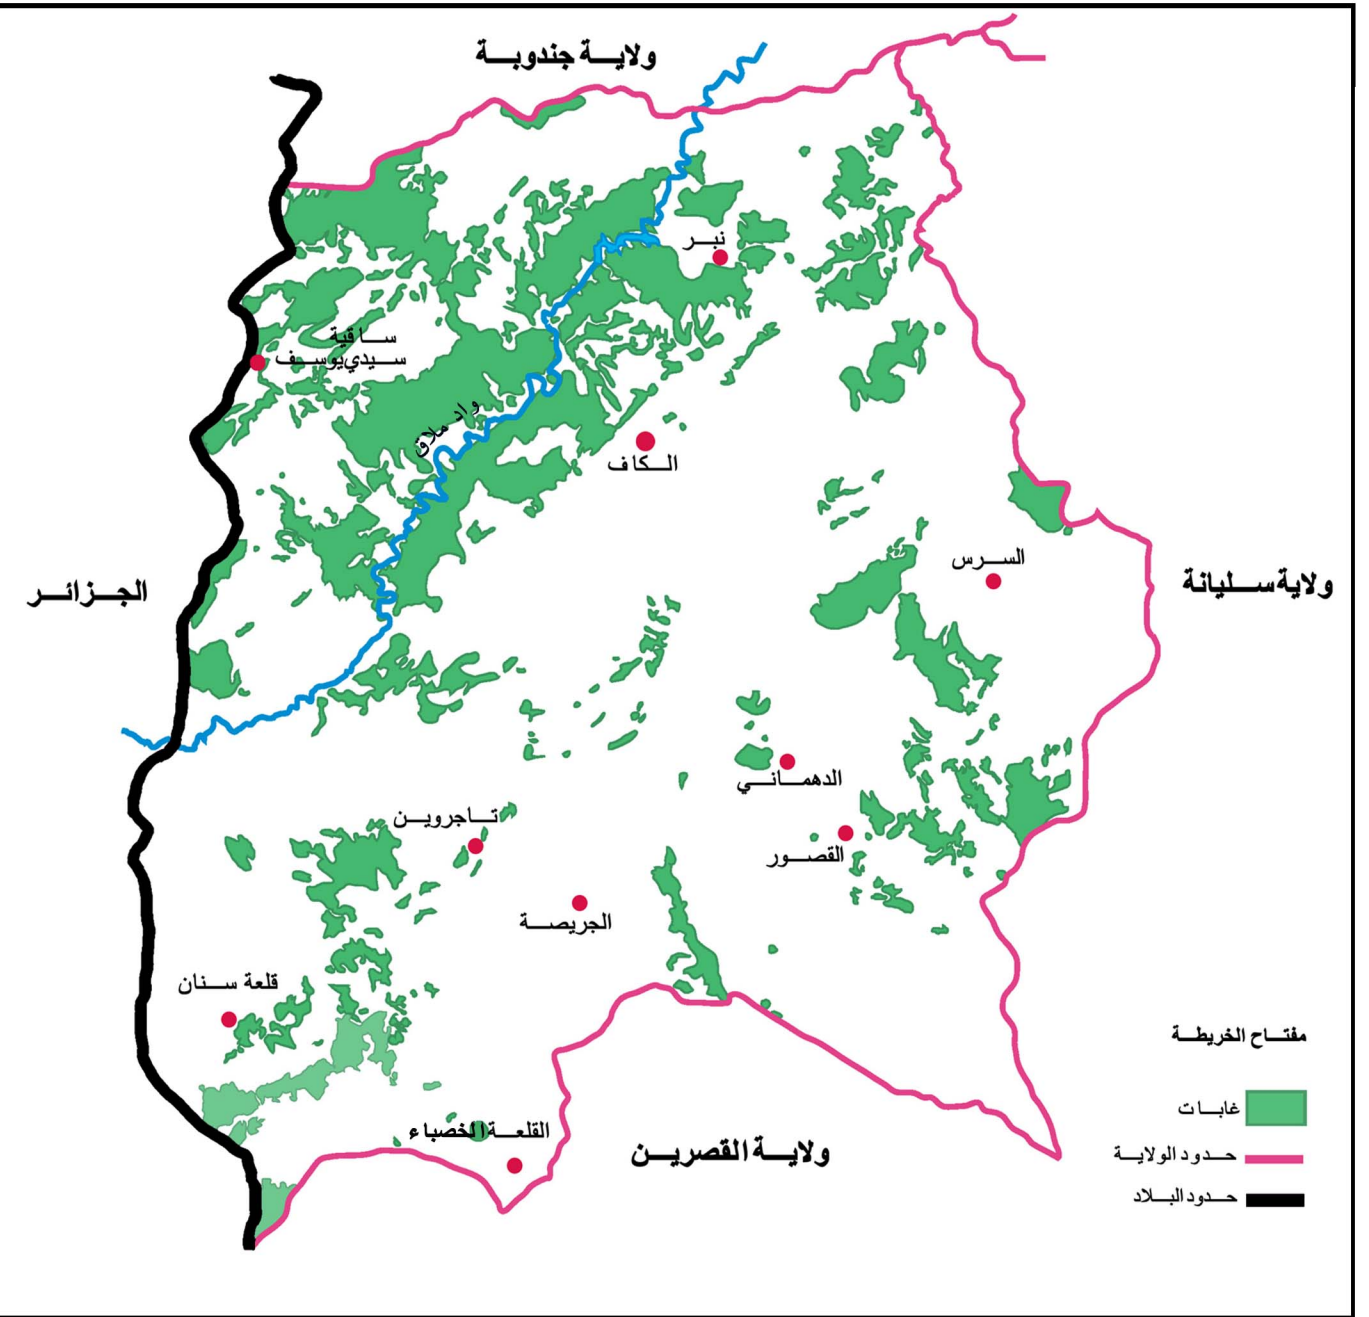 ولاية جندوبة
نبر
ساقية
سيدي يوسف
واد ملاق
الكاف
السرس
الجزائر
ولاية سليانة
الدهماني
تاجروين
القصور
الجريصة
قلعة سنان
مفتاح الخريطة
غابات
القلعة الخصباء
ولاية القصرين
حدود الولاية
حدود البلاد